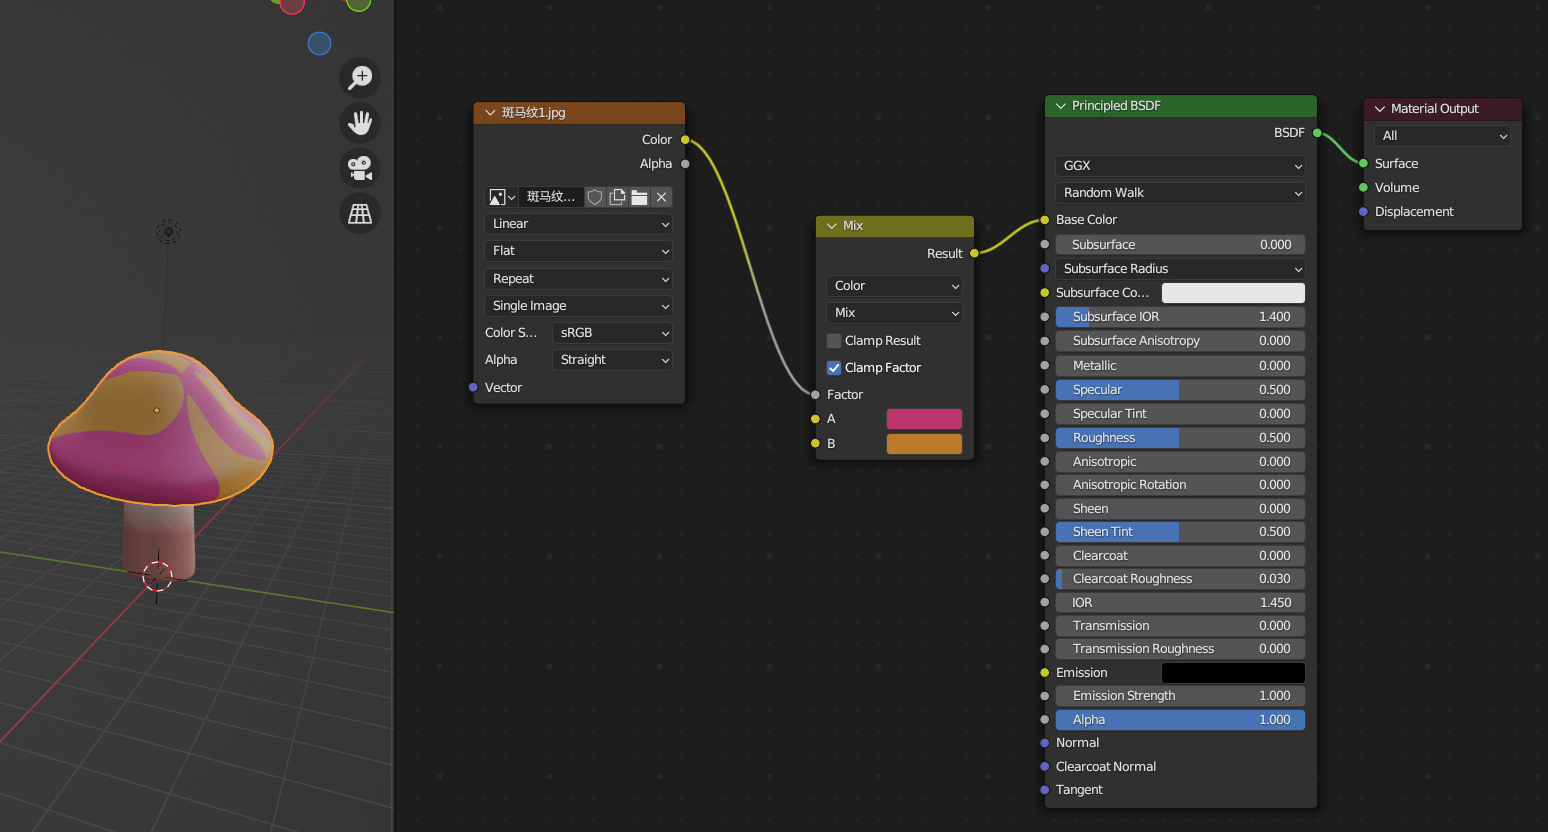 斑马纹1.jpg
Color
Alpha
斑马纹...
Linear
Flat
Repeat
Single Image
Color S... sRGB
Alpha Straight
Vector
Mix
Result
Color
Mix
Clamp Result
Clamp Factor
Factor
A
B
Principled BSDF
BSDF
GGX
Random Walk
Base Color
Subsurface 0.000
Subsurface Radius
Subsurface Co...
Subsurface IOR 1.400
Subsurface Anisotropy 0.000
Metallic 0.000
Specular 0.500
Specular Tint 0.000
Roughness 0.500
Anisotropic 0.000
Anisotropic Rotation 0.000
Sheen 0.000
Sheen Tint 0.500
Clearcoat 0.000
Clearcoat Roughness 0.030
IOR 1.450
Transmission 0.000
Transmission Roughness 0.000
Emission
Emission Strength 1.000
Alpha 1.000
Normal
Clearcoat Normal
Tangent
Material Output
All
Surface
Volume
Displacement